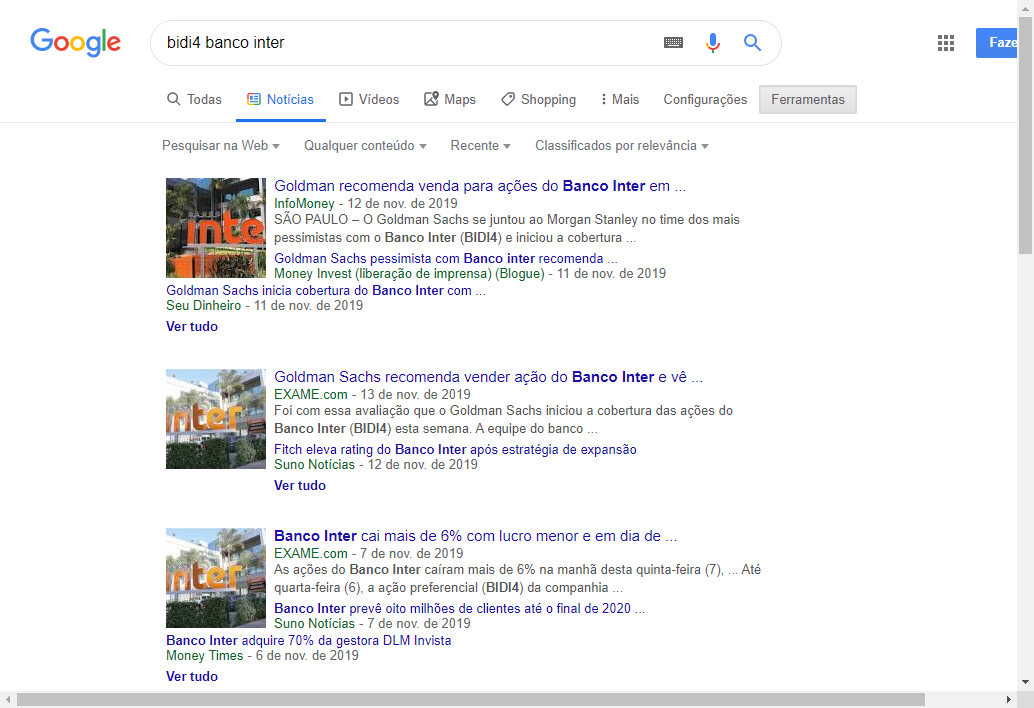 Google
bidi4 banco inter
Faze
Todas
Notícias
Vídeos
Maps
Shopping
Mais
Configurações
Ferramentas
Pesquisar na Web
Qualquer conteúdo
Recente
Classificados por relevância
Goldman recomenda venda para ações do Banco Inter em ...
InfoMoney - 12 de nov. de 2019
SÃO PAULO – O Goldman Sachs se juntou ao Morgan Stanley no time dos mais
pessimistas com o Banco Inter (BIDI4) e iniciou a cobertura ...
Goldman Sachs pessimista com Banco inter recomenda ...
Money Invest (liberação de imprensa) (Blogue) - 11 de nov. de 2019
Goldman Sachs inicia cobertura do Banco Inter com ...
Seu Dinheiro - 11 de nov. de 2019
Ver tudo
inter
Goldman Sachs recomenda vender ação do Banco Inter e vê ...
EXAME.com - 13 de nov. de 2019
Foi com essa avaliação que o Goldman Sachs iniciou a cobertura das ações do
Banco Inter (BIDI4) esta semana. A equipe do banco ...
Fitch eleva rating do Banco Inter após estratégia de expansão
Suno Notícias - 12 de nov. de 2019
Ver tudo
inter
Banco Inter cai mais de 6% com lucro menor e em dia de ...
EXAME.com - 7 de nov. de 2019
As ações do Banco Inter caíram mais de 6% na manhã desta quinta-feira (7), ... Até
quarta-feira (6), a ação preferencial (BIDI4) da companhia ...
Banco Inter prevê oito milhões de clientes até o final de 2020 ...
Suno Notícias - 7 de nov. de 2019
Banco Inter adquire 70% da gestora DLM Invista
Money Times - 6 de nov. de 2019
Ver tudo
inter